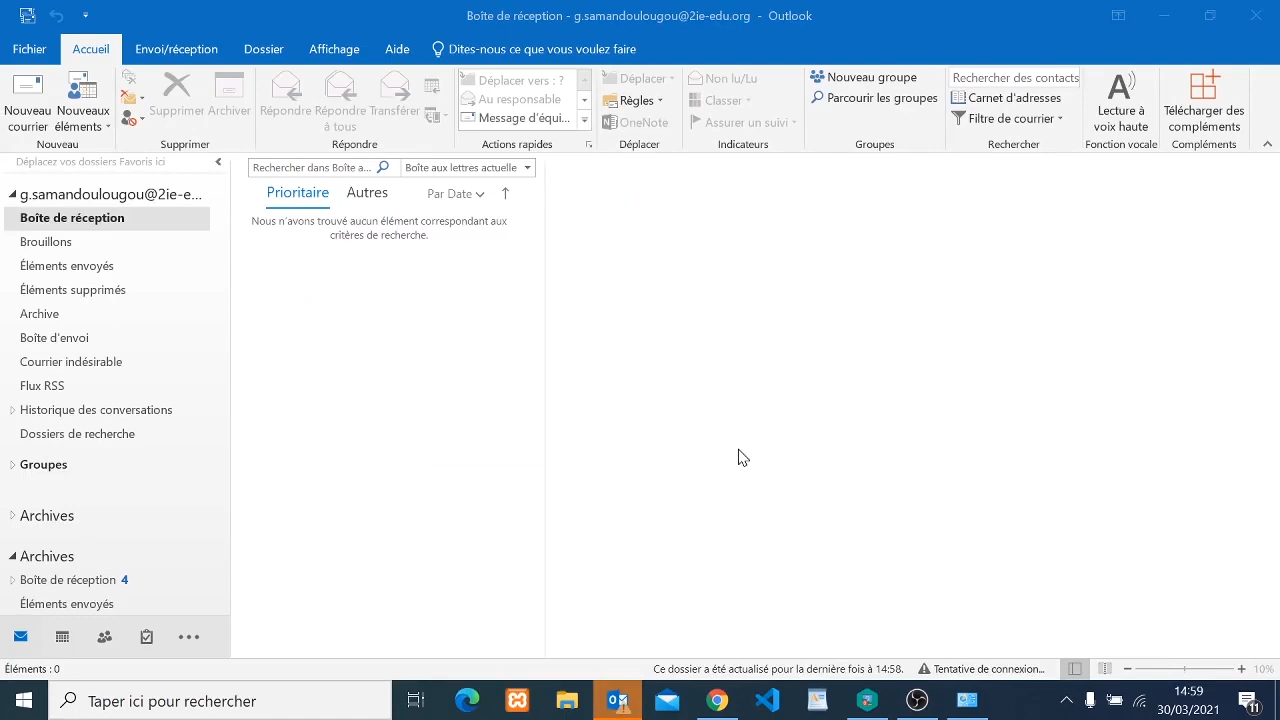 Boîte de réception - g.samandoulougou@2ie-edu.org - Outlook
Fichier Accueil Envoi/réception Dossier Affichage Aide Dites-nous ce que vous voulez faire
Nouveau courrier
Nouveaux éléments
Nouveau
Supprimer
Archiver
Supprimer
Répondre
Répondre à tous
Transférer
Répondre
Déplacer vers : ?
Au responsable
Message d'équi...
Actions rapides
Déplacer
Règles
OneNote
Déplacer
Non lu/Lu
Classer
Assurer un suivi
Indicateurs
Nouveau groupe
Parcourir les groupes
Groupes
Rechercher des contacts
Carnet d'adresses
Filtre de courrier
Rechercher
Lecture à voix haute
Fonction vocale
Télécharger des compléments
Compléments
Déplacez vos dossiers Favoris ici
g.samandoulougou@2ie-e...
Boîte de réception
Brouillons
Éléments envoyés
Éléments supprimés
Archive
Boîte d'envoi
Courrier indésirable
Flux RSS
Historique des conversations
Dossiers de recherche
Groupes
Archives
Archives
Boîte de réception 4
Éléments envoyés
Rechercher dans Boîte a... Boîte aux lettres actuelle
Prioritaire Autres Par Date
Nous n'avons trouvé aucun élément correspondant aux
critères de recherche.
Éléments : 0 Ce dossier a été actualisé pour la dernière fois à 14:58. Tentative de connexion... 10%
Taper ici pour rechercher
14:59
30/03/2021
11